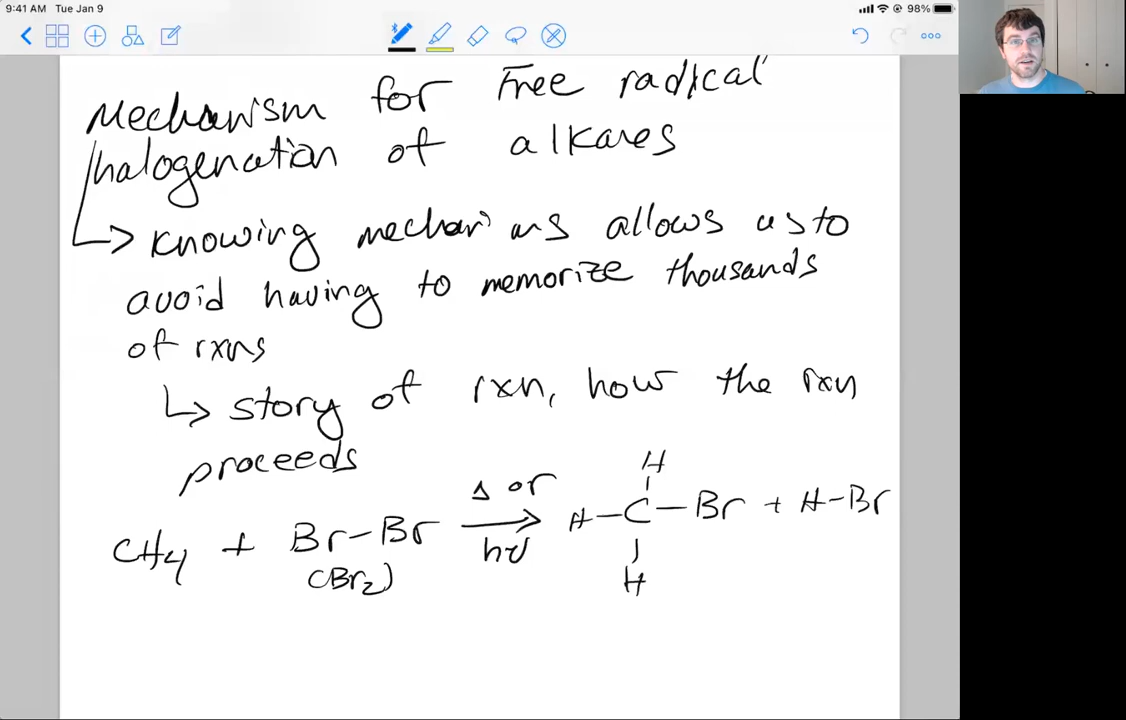 9:41 AM Tue Jan 9
98%
Mechanism for Free radical
halogenation of alkanes
↳ knowing mechanisms allows us to
avoid having to memorize thousands
of rxns
↳ story of rxn, how the rxn
proceeds
Δ or
hν
CH4 + Br-Br → H-C-Br + H-Br
(Br2)
H
H